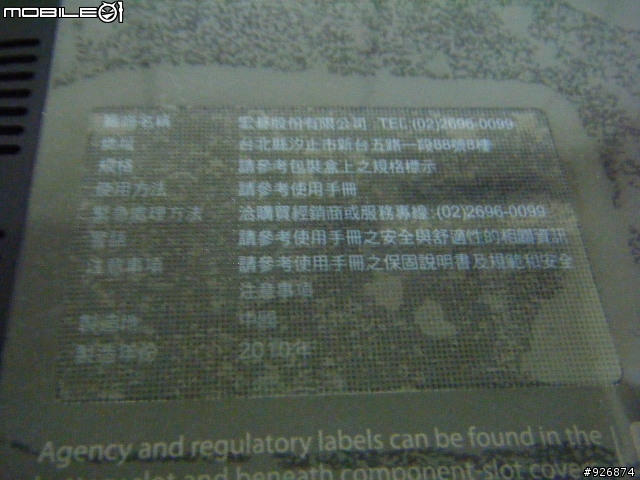 MOBILE01
廠商名稱 宏碁股份有限公司 TEL:(02)2696-0099
地址 台北縣汐止市新台五路一段88號8樓
規格 請參考包裝盒上之規格標示
使用方法 請參考使用手冊
緊急處理方法 洽購買經銷商或服務專線:(02)2696-0099
警語 請參考使用手冊之安全與舒適性的相關資訊
注意事項 請參考使用手冊之保固說明書及規範和安全
注意事項
製造地 中國
製造年份 2010年
Agency and regulatory labels can be found in the
and beneath component-slot
#926874